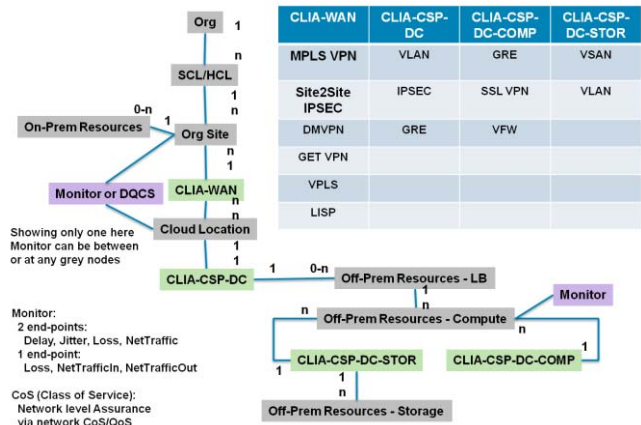 Org
1
n
SCL/HCL
1
n
0-n
On-Prem Resources
1
Org Site
n
1
Monitor or DQCS
CLIA-WAN
n
n
Showing only one here
Monitor can be between
or at any grey nodes
Cloud Location
1
1
CLIA-CSP-DC
1
0-n
Off-Prem Resources - LB
1
n
Monitor
n
Off-Prem Resources - Compute
n
1
CLIA-CSP-DC-STOR
CLIA-CSP-DC-COMP
1
1
n
Off-Prem Resources - Storage
Monitor:
2 end-points:
Delay, Jitter, Loss, NetTraffic
1 end-point:
Loss, NetTrafficIn, NetTrafficOut
CoS (Class of Service):
Network level Assurance
via network CoS/QoS
CLIA-WAN CLIA-CSP-DC CLIA-CSP-DC-COMP CLIA-CSP-DC-STOR
MPLS VPN VLAN GRE VSAN
Site2Site IPSEC IPSEC SSL VPN VLAN
DMVPN GRE VFW
GET VPN
VPLS
LISP